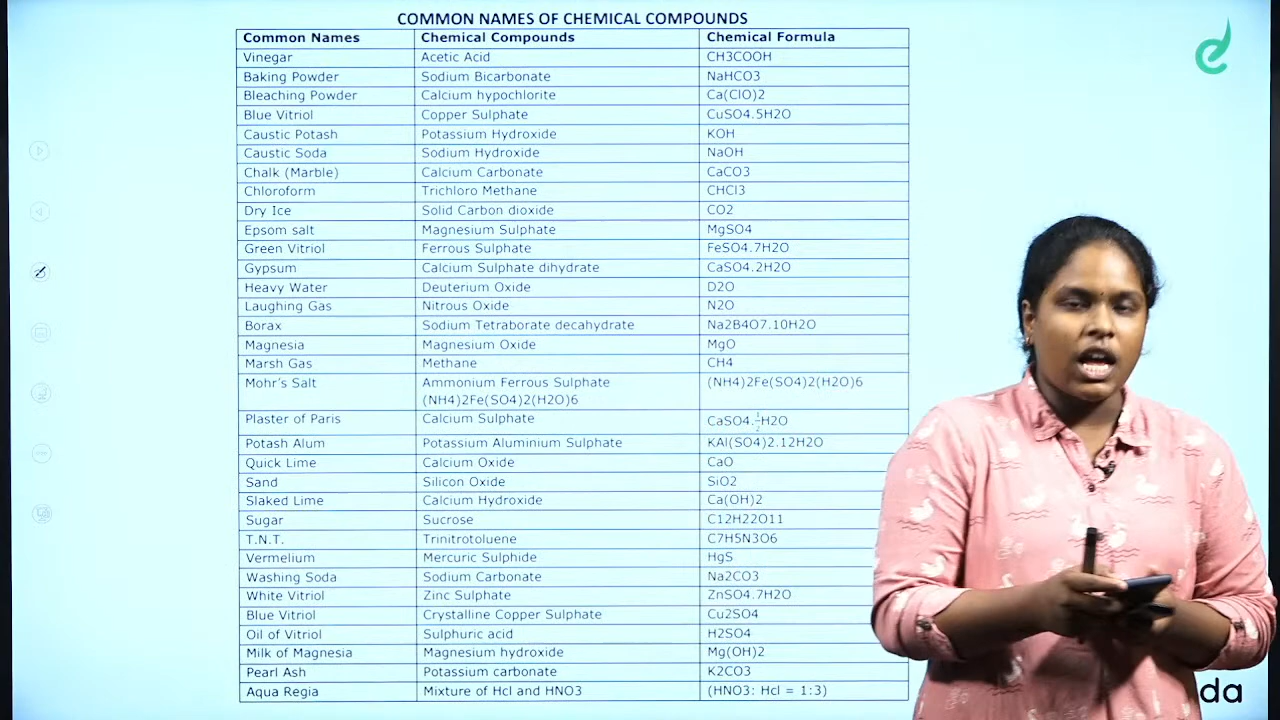 COMMON NAMES OF CHEMICAL COMPOUNDS
Common Names Chemical Compounds Chemical Formula
Vinegar Acetic Acid CH3COOH
Baking Powder Sodium Bicarbonate NaHCO3
Bleaching Powder Calcium hypochlorite Ca(ClO)2
Blue Vitriol Copper Sulphate CuSO4.5H2O
Caustic Potash Potassium Hydroxide KOH
Caustic Soda Sodium Hydroxide NaOH
Chalk (Marble) Calcium Carbonate CaCO3
Chloroform Trichloro Methane CHCl3
Dry Ice Solid Carbon dioxide CO2
Epsom salt Magnesium Sulphate MgSO4
Green Vitriol Ferrous Sulphate FeSO4.7H2O
Gypsum Calcium Sulphate dihydrate CaSO4.2H2O
Heavy Water Deuterium Oxide D2O
Laughing Gas Nitrous Oxide N2O
Borax Sodium Tetraborate decahydrate Na2B4O7.10H2O
Magnesia Magnesium Oxide MgO
Marsh Gas Methane CH4
Mohr's Salt Ammonium Ferrous Sulphate (NH4)2Fe(SO4)2(H2O)6
(NH4)2Fe(SO4)2(H2O)6
Plaster of Paris Calcium Sulphate CaSO4.½H2O
Potash Alum Potassium Aluminium Sulphate KAl(SO4)2.12H2O
Quick Lime Calcium Oxide CaO
Sand Silicon Oxide SiO2
Slaked Lime Calcium Hydroxide Ca(OH)2
Sugar Sucrose C12H22O11
T.N.T. Trinitrotoluene C7H5N3O6
Vermelium Mercuric Sulphide HgS
Washing Soda Sodium Carbonate Na2CO3
White Vitriol Zinc Sulphate ZnSO4.7H2O
Blue Vitriol Crystalline Copper Sulphate Cu2SO4
Oil of Vitriol Sulphuric acid H2SO4
Milk of Magnesia Magnesium hydroxide Mg(OH)2
Pearl Ash Potassium carbonate K2CO3
Aqua Regia Mixture of Hcl and HNO3 (HNO3: Hcl = 1:3)
da